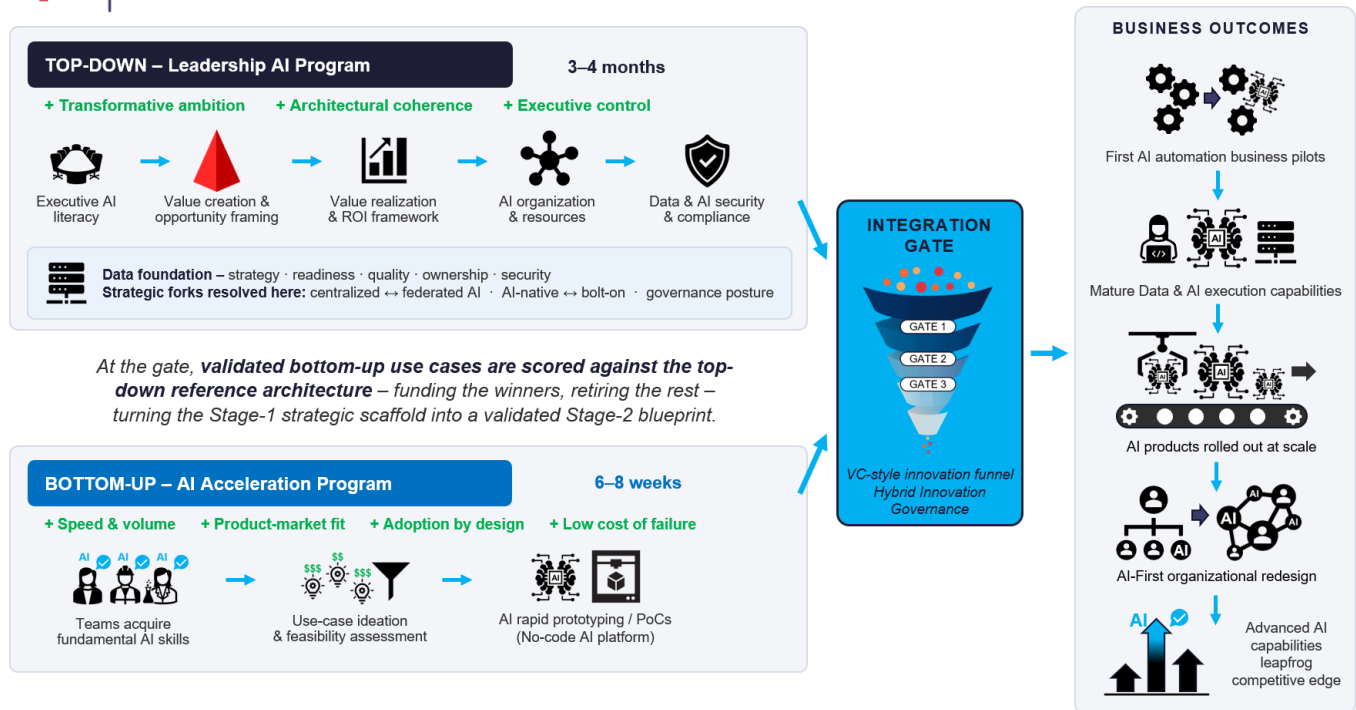 TOP-DOWN – Leadership AI Program
3–4 months
+ Transformative ambition
+ Architectural coherence
+ Executive control
Executive AI
literacy
Value creation &
opportunity framing
Value realization
& ROI framework
AI organization
& resources
Data & AI security
& compliance
Data foundation – strategy · readiness · quality · ownership · security
Strategic forks resolved here: centralized ↔ federated AI · AI-native ↔ bolt-on · governance posture
At the gate, validated bottom-up use cases are scored against the top-
down reference architecture – funding the winners, retiring the rest –
turning the Stage-1 strategic scaffold into a validated Stage-2 blueprint.
BOTTOM-UP – AI Acceleration Program
6–8 weeks
+ Speed & volume
+ Product-market fit
+ Adoption by design
+ Low cost of failure
AI
AI
AI
Teams acquire
fundamental AI skills
$$$
$$
$$$
Use-case ideation
& feasibility assessment
AI
AI rapid prototyping / PoCs
(No-code AI platform)
INTEGRATION
GATE
GATE 1
GATE 2
GATE 3
VC-style innovation funnel
Hybrid Innovation
Governance
BUSINESS OUTCOMES
AI
First AI automation business pilots
</>
AI
Mature Data & AI execution capabilities
AI
AI
AI
AI products rolled out at scale
AI
AI
AI
AI
AI-First organizational redesign
AI
Advanced AI
capabilities
leapfrog
competitive edge